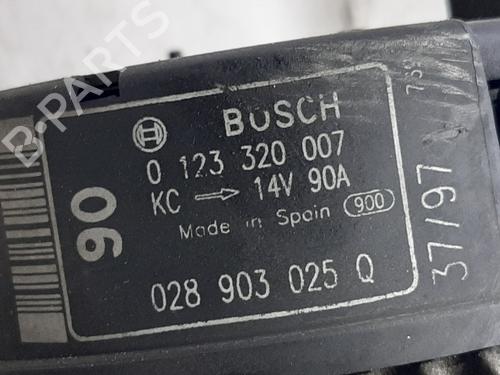 BOSCH
0 123 320 007
KC → 14V 90A
Made in Spain 900
028 903 025 Q
90
37/97
B-PARTS